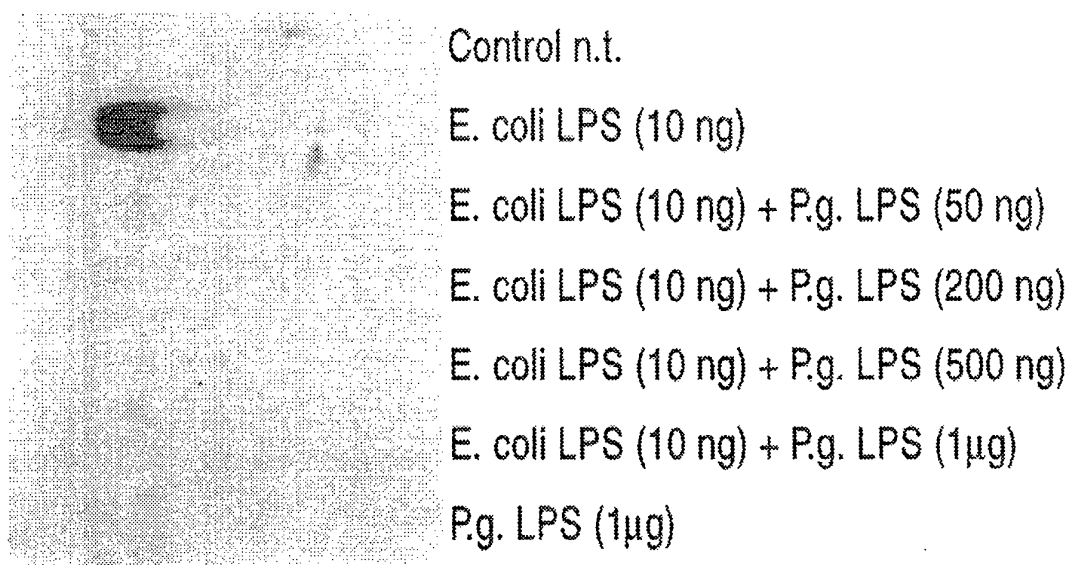 Control n.t.
E. coli LPS (10 ng)
E. coli LPS (10 ng) + P.g. LPS (50 ng)
E. coli LPS (10 ng) + P.g. LPS (200 ng)
E. coli LPS (10 ng) + P.g. LPS (500 ng)
E. coli LPS (10 ng) + P.g. LPS (1μg)
P.g. LPS (1μg)